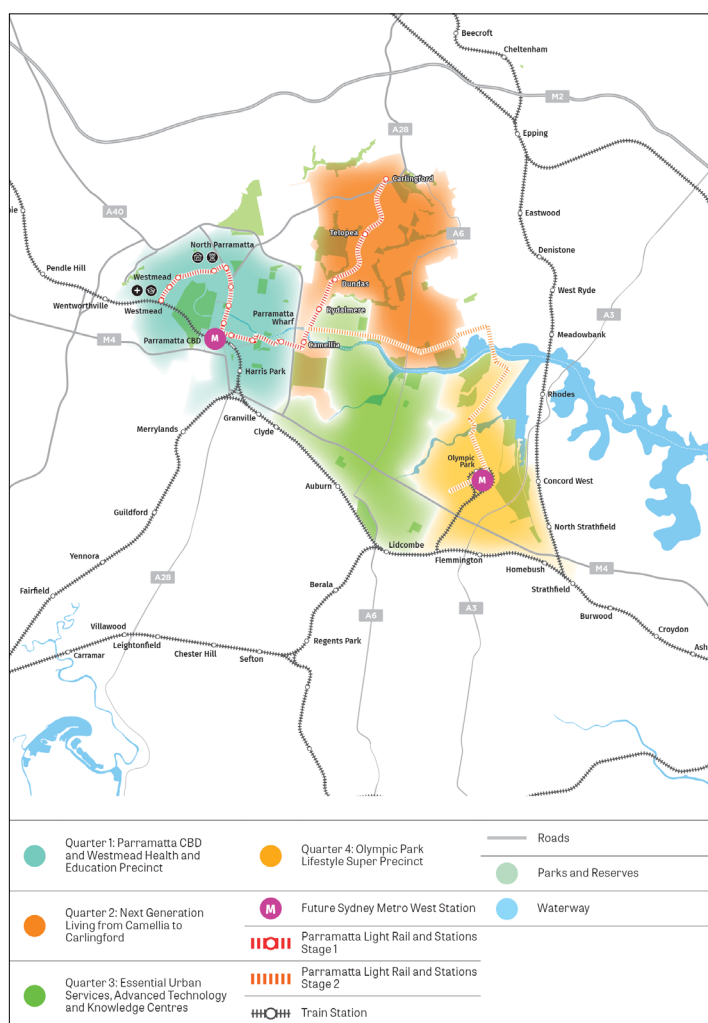 Beecroft
Cheltenham
M2
A28
Epping
Carlingford
A40
A6
Eastwood
North Parramatta
Telopea
Denistone
Pendle Hill
Westmead
Dundas
West Ryde
Wentworthville
Westmead
Rydalmere
Parramatta
Wharf
A3
M4
Parramatta CBD
M
Camellia
Meadowbank
Harris Park
Rhodes
Granville
Merrylands
Clyde
Olympic
Park
M
Auburn
Concord West
Guildford
North Strathfield
Lidcombe
Flemmington
Homebush
M4
Yennora
A28
Strathfield
Fairfield
Berala
A6
A3
Burwood
Villawood
Croydon
Regents Park
Leightonfield
Ash
Carramar
Chester Hill
Sefton
Quarter 1: Parramatta CBD
and Westmead Health and
Education Precinct
Quarter 2: Next Generation
Living from Camellia to
Carlingford
Quarter 3: Essential Urban
Services, Advanced Technology
and Knowledge Centres
Quarter 4: Olympic Park
Lifestyle Super Precinct
M
Future Sydney Metro West Station
Parramatta Light Rail and Stations
Stage 1
Parramatta Light Rail and Stations
Stage 2
Train Station
Roads
Parks and Reserves
Waterway